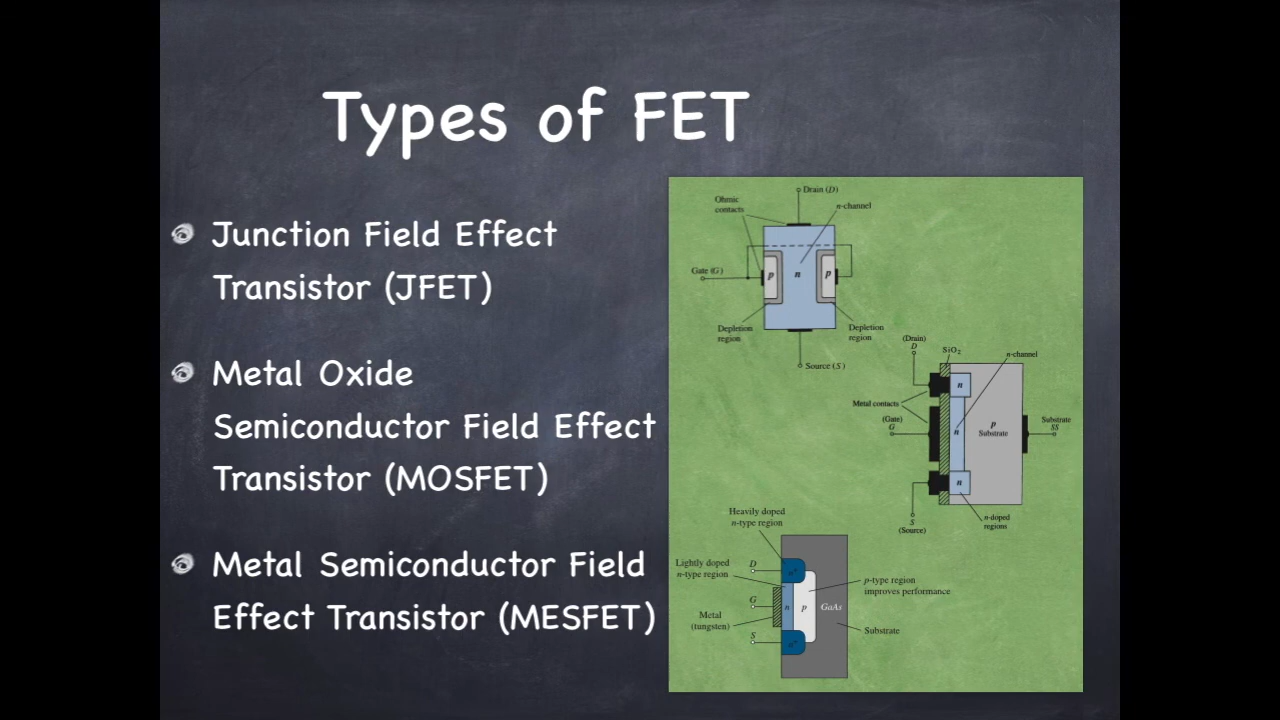 Types of FET
Junction Field Effect
Transistor (JFET)
Metal Oxide
Semiconductor Field Effect
Transistor (MOSFET)
Metal Semiconductor Field
Effect Transistor (MESFET)
Drain (D)
Ohmic
contacts
n-channel
p
n
p
Gate (G)
Depletion
region
Depletion
region
Source (S)
(Drain)
D
SiO2
n-channel
n
Metal contacts
(Gate)
G
n
p
Substrate
Substrate
SS
n
S
(Source)
n-doped
regions
Heavily doped
n-type region
Lightly doped
n-type region
D
n+
p-type region
improves performance
G
n
p
GaAs
Metal
(tungsten)
Substrate
S
n+